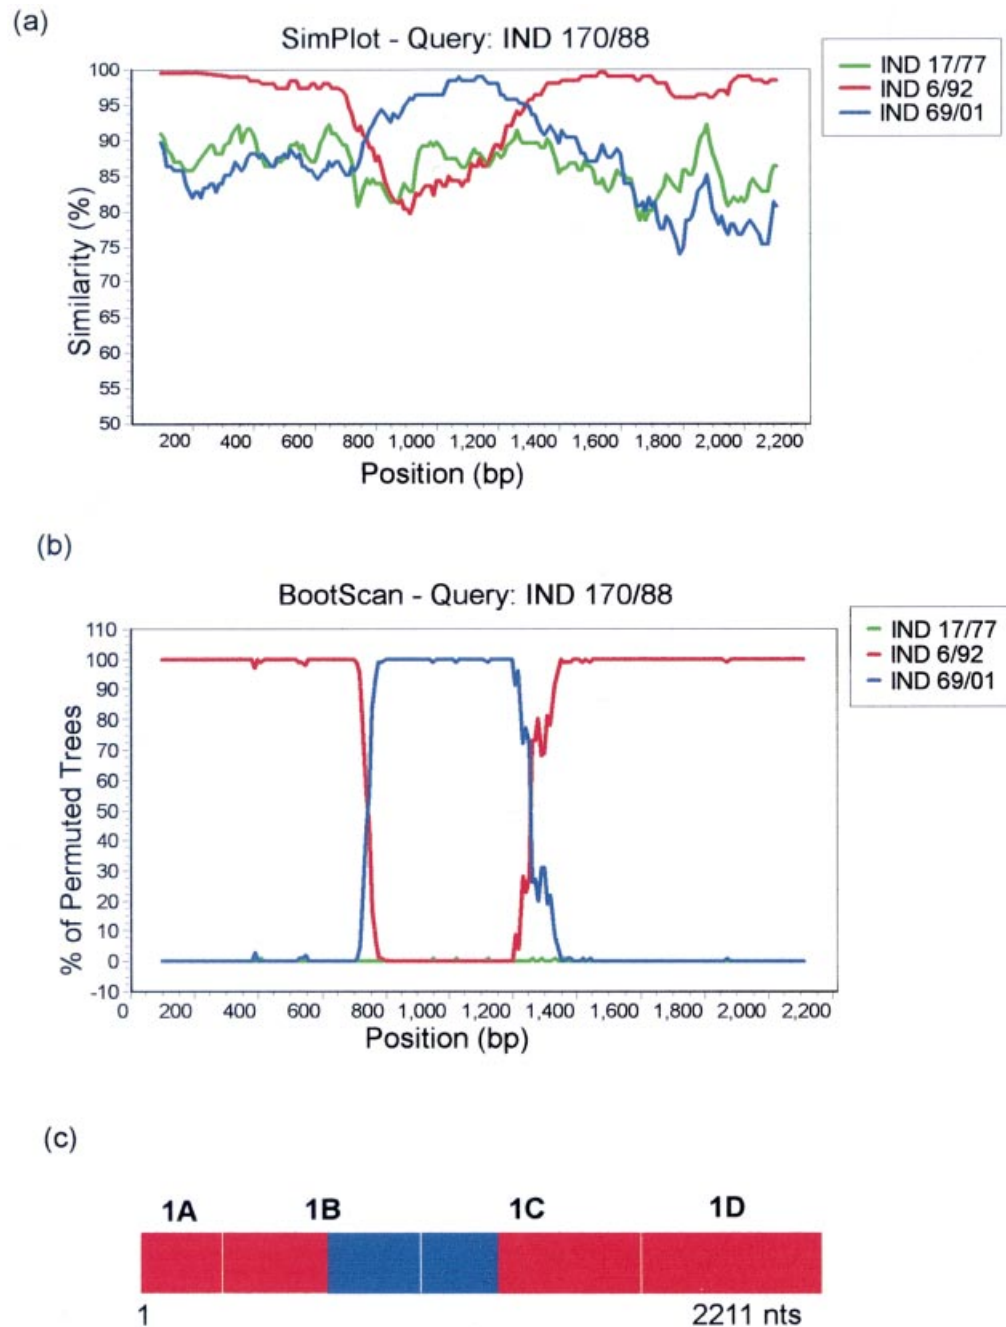 (a)
SimPlot - Query: IND 170/88
IND 17/77
IND 6/92
IND 69/01
Similarity (%)
100
95
90
85
80
75
70
65
60
55
50
200 400 600 800 1,000 1,200 1,400 1,600 1,800 2,000 2,200
Position (bp)
(b)
BootScan - Query: IND 170/88
IND 17/77
IND 6/92
IND 69/01
% of Permuted Trees
110
100
90
80
70
60
50
40
30
20
10
0
-10
0 200 400 600 800 1,000 1,200 1,400 1,600 1,800 2,000 2,200
Position (bp)
(c)
1A 1B 1C 1D
1 2211 nts